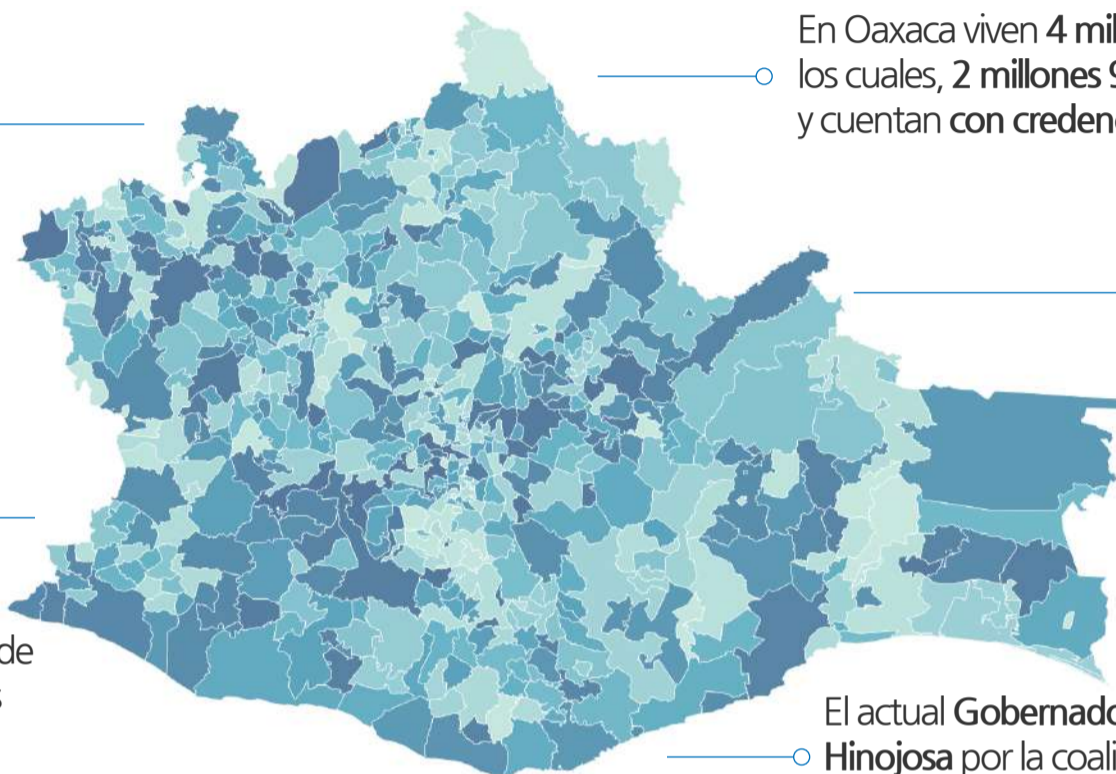 En Oaxaca viven 4 mil
los cuales, 2 millones 9
y cuentan con creden
de
s
El actual Gobernado
Hinojosa por la coali